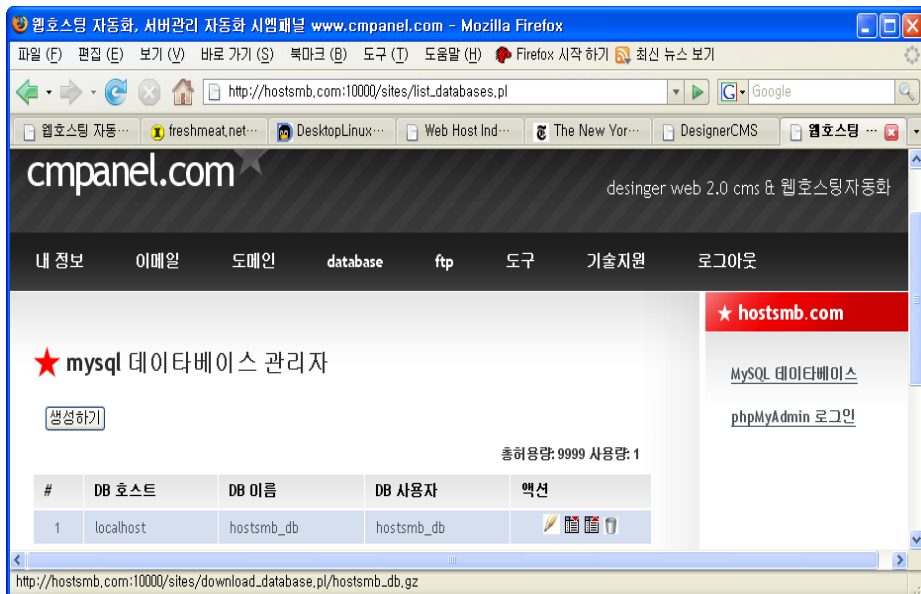 웹호스팅 자동화, 서버관리 자동화 시엠패널 www.cmpanel.com - Mozilla Firefox
파일 (F) 편집 (E) 보기 (V) 바로 가기 (S) 북마크 (B) 도구 (T) 도움말 (H) Firefox 시작 하기 최신 뉴스 보기
http://hostsmb.com:10000/sites/list_databases.pl G Google
웹호스팅 자동… freshmeat.net… DesktopLinux… Web Host Ind… The New Yor… DesignerCMS 웹호스팅 …
cmpanel.com
desinger web 2.0 cms & 웹호스팅자동화
내 정보 이메일 도메인 database ftp 도구 기술지원 로그아웃
hostsmb.com
mysql 데이타베이스 관리자
MySQL 데이타베이스
생성하기
phpMyAdmin 로그인
총허용량: 9999 사용량: 1
# DB 호스트 DB 이름 DB 사용자 액션
1 localhost hostsmb_db hostsmb_db
http://hostsmb.com:10000/sites/download_database.pl/hostsmb_db.gz